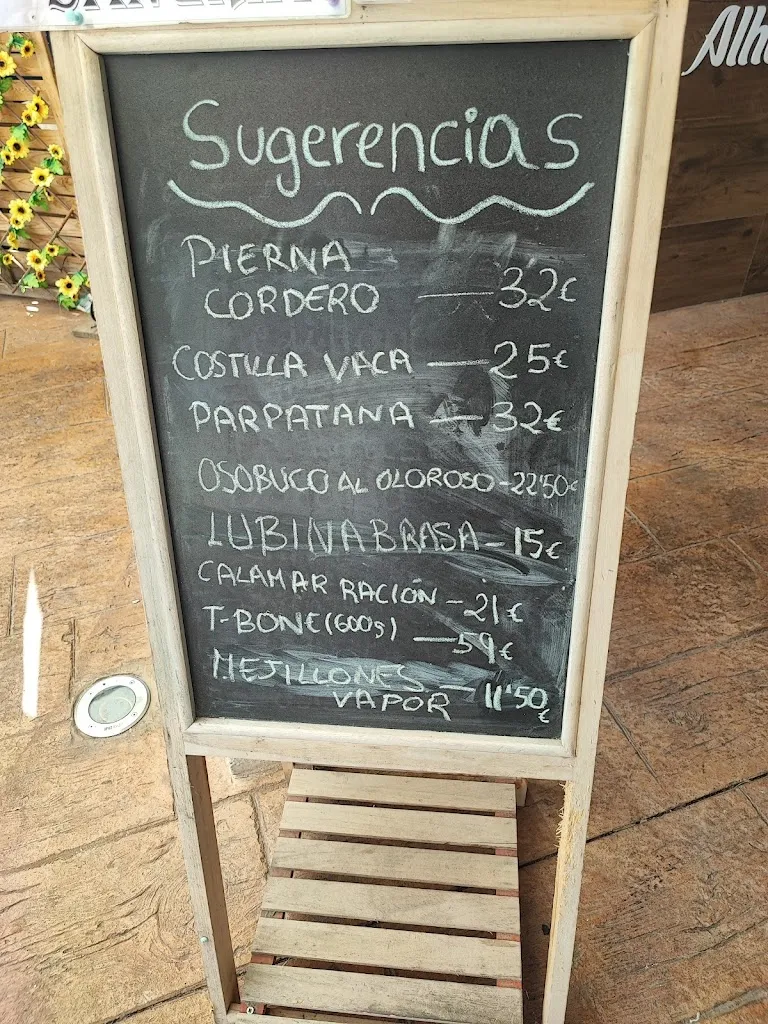 Sugerencias
PIERNA
CORDERO — 32€
COSTILLA VACA — 25€
PARPATANA — 32€
OSOBUCO AL OLOROSO - 22'50€
LUBINA BRASA - 15€
CALAMAR RACIÓN - 21€
T-BONE (600g) — 59€
MEJILLONES
VAPOR — 11'50€